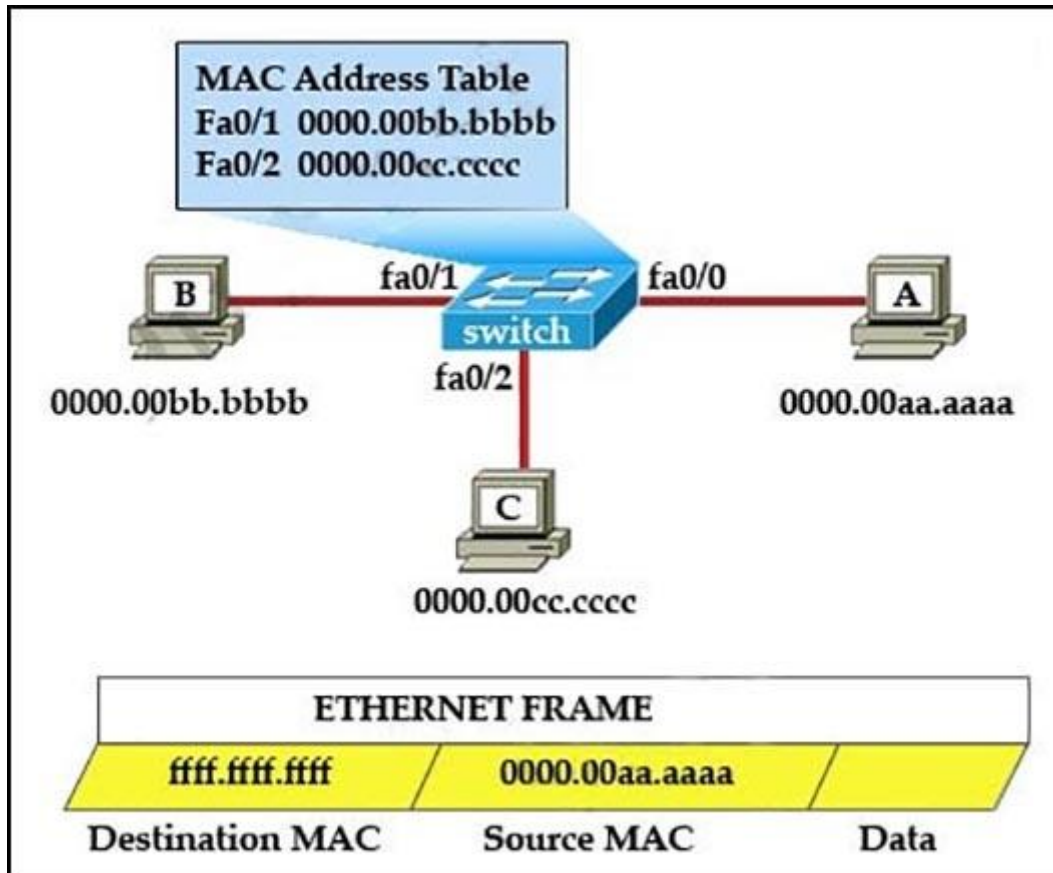 MAC Address Table
Fa0/1 0000.00bb.bbbb
Fa0/2 0000.00cc.cccc
B
fa0/1
fa0/0
A
switch
fa0/2
0000.00bb.bbbb
0000.00aa.aaaa
C
0000.00cc.cccc
ETHERNET FRAME
ffff.ffff.ffff
0000.00aa.aaaa
Destination MAC
Source MAC
Data